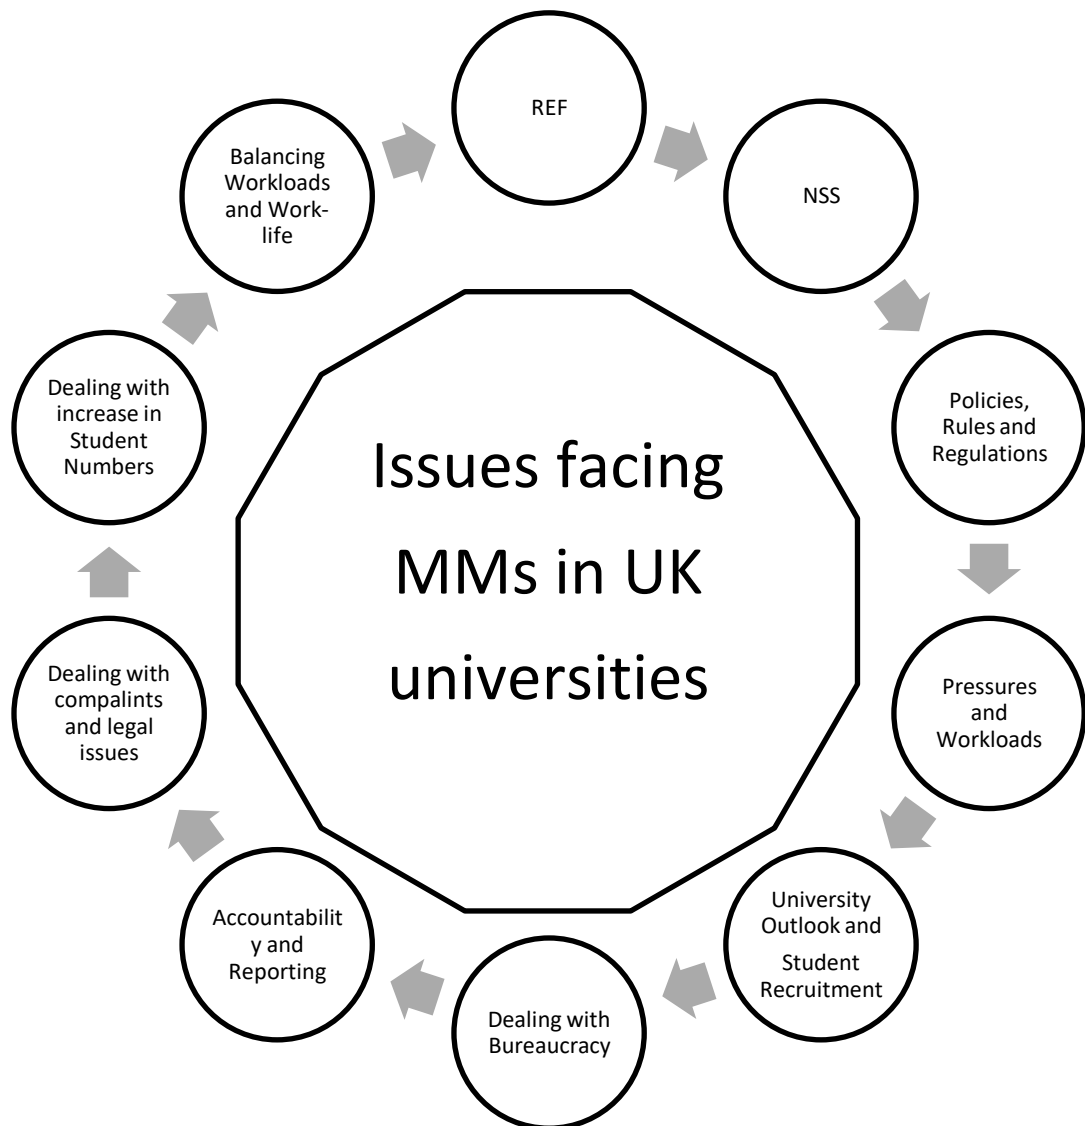 REF
NSS
Policies,
Rules and
Regulations
Pressures
and
Workloads
University
Outlook and
Student
Recruitment
Dealing with
Bureaucracy
Accountabilit
y and
Reporting
Dealing with
compalints
and legal
issues
Dealing with
increase in
Student
Numbers
Balancing
Workloads
and Work-
life
Issues facing
MMs in UK
universities